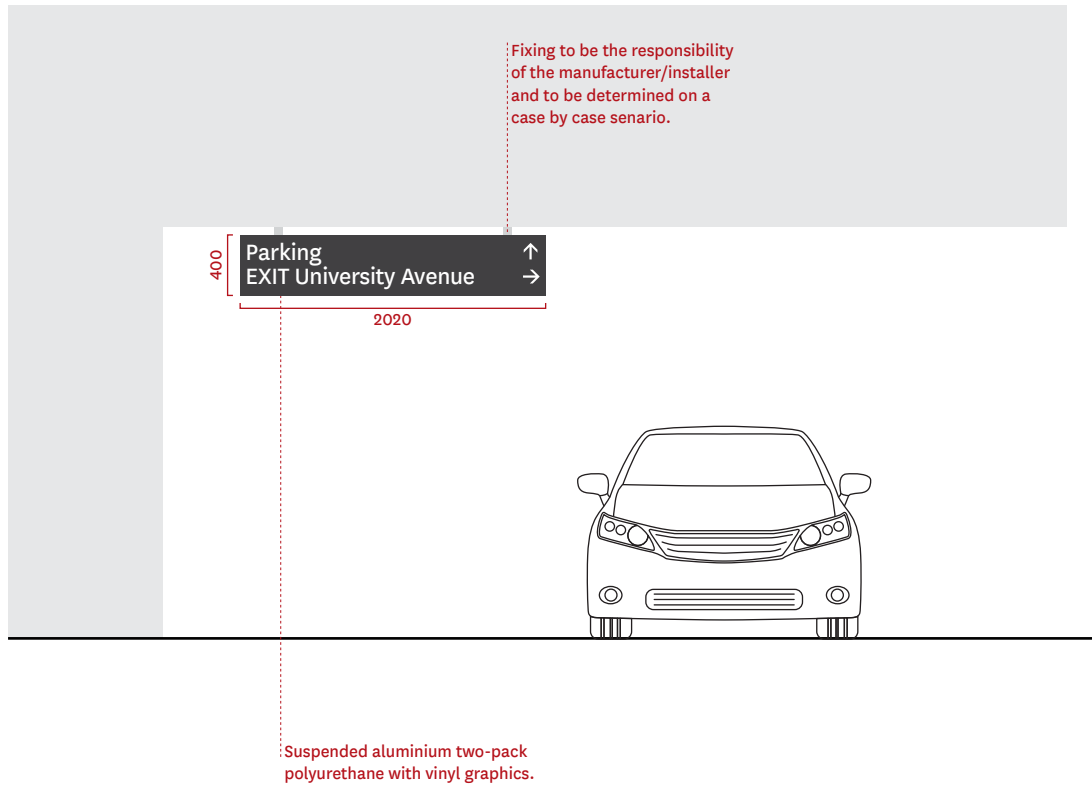 Fixing to be the responsibility
of the manufacturer/installer
and to be determined on a
case by case senario.
Parking ↑
EXIT University Avenue →
400
2020
Suspended aluminium two-pack
polyurethane with vinyl graphics.